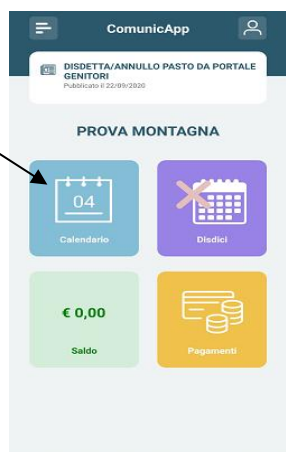 ComunicApp
DISDETTA/ANNULLO PASTO DA PORTALE
GENITORI
Pubblicato il 22/09/2020
PROVA MONTAGNA
04
Calendario
Disdici
€ 0,00
Saldo
Pagamenti